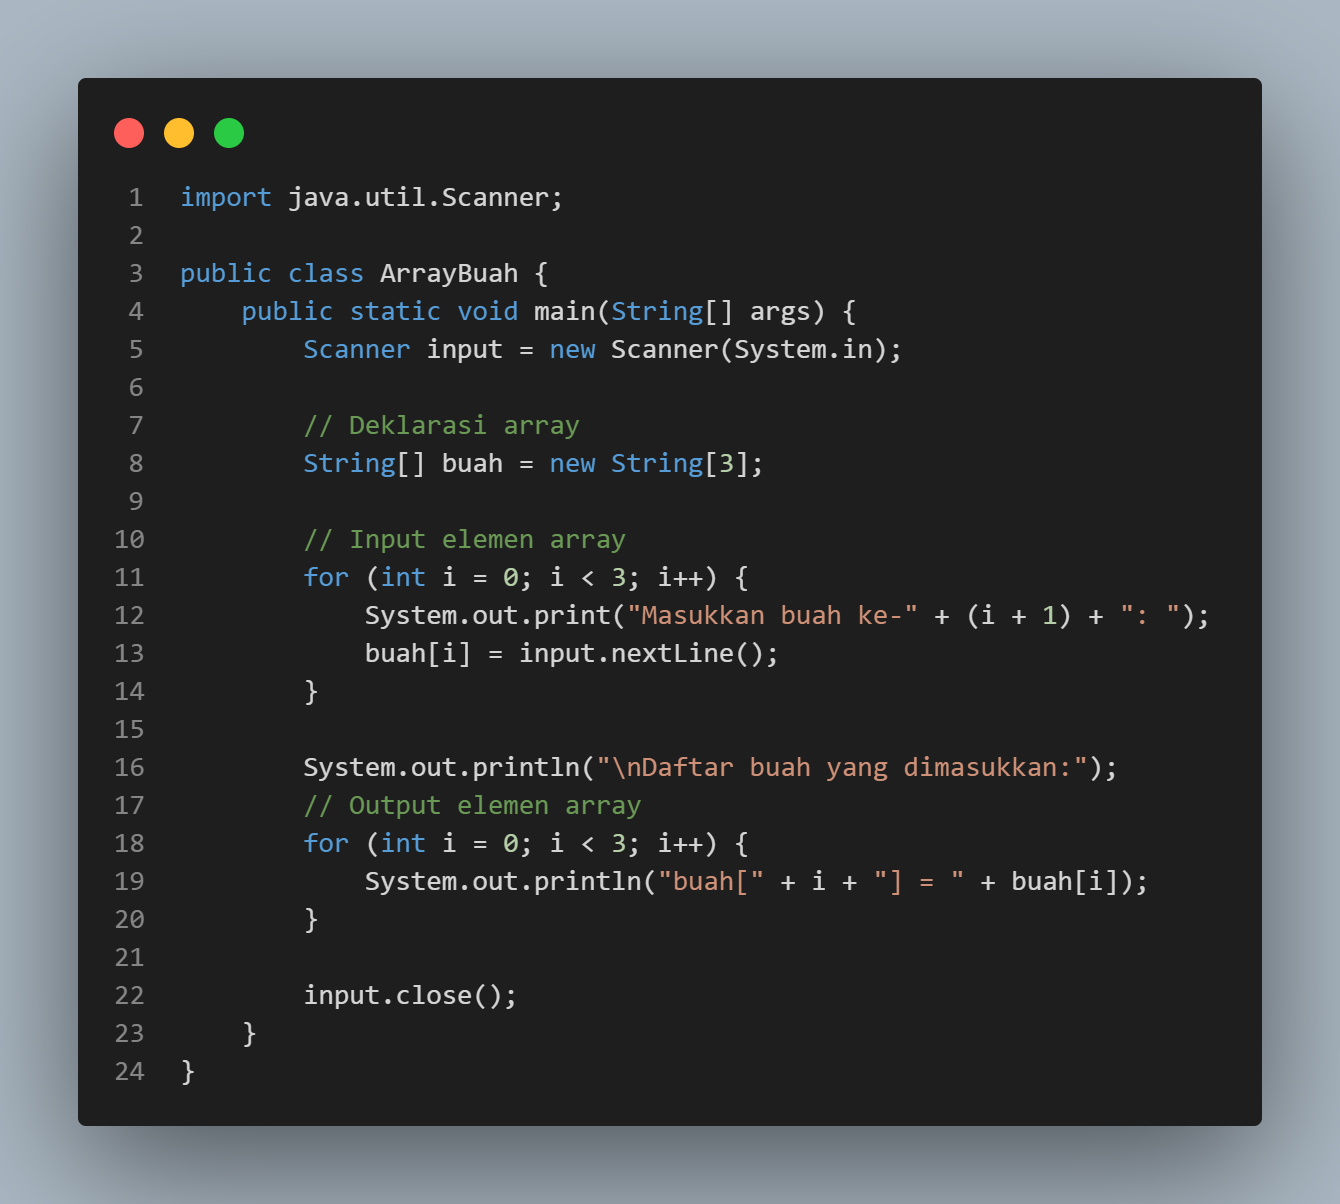 1 import java.util.Scanner;
2
3 public class ArrayBuah {
4     public static void main(String[] args) {
5         Scanner input = new Scanner(System.in);
6
7         // Deklarasi array
8         String[] buah = new String[3];
9
10         // Input elemen array
11         for (int i = 0; i < 3; i++) {
12             System.out.print("Masukkan buah ke-" + (i + 1) + ": ");
13             buah[i] = input.nextLine();
14         }
15
16         System.out.println("\nDaftar buah yang dimasukkan:");
17         // Output elemen array
18         for (int i = 0; i < 3; i++) {
19             System.out.println("buah[" + i + "] = " + buah[i]);
20         }
21
22         input.close();
23     }
24 }